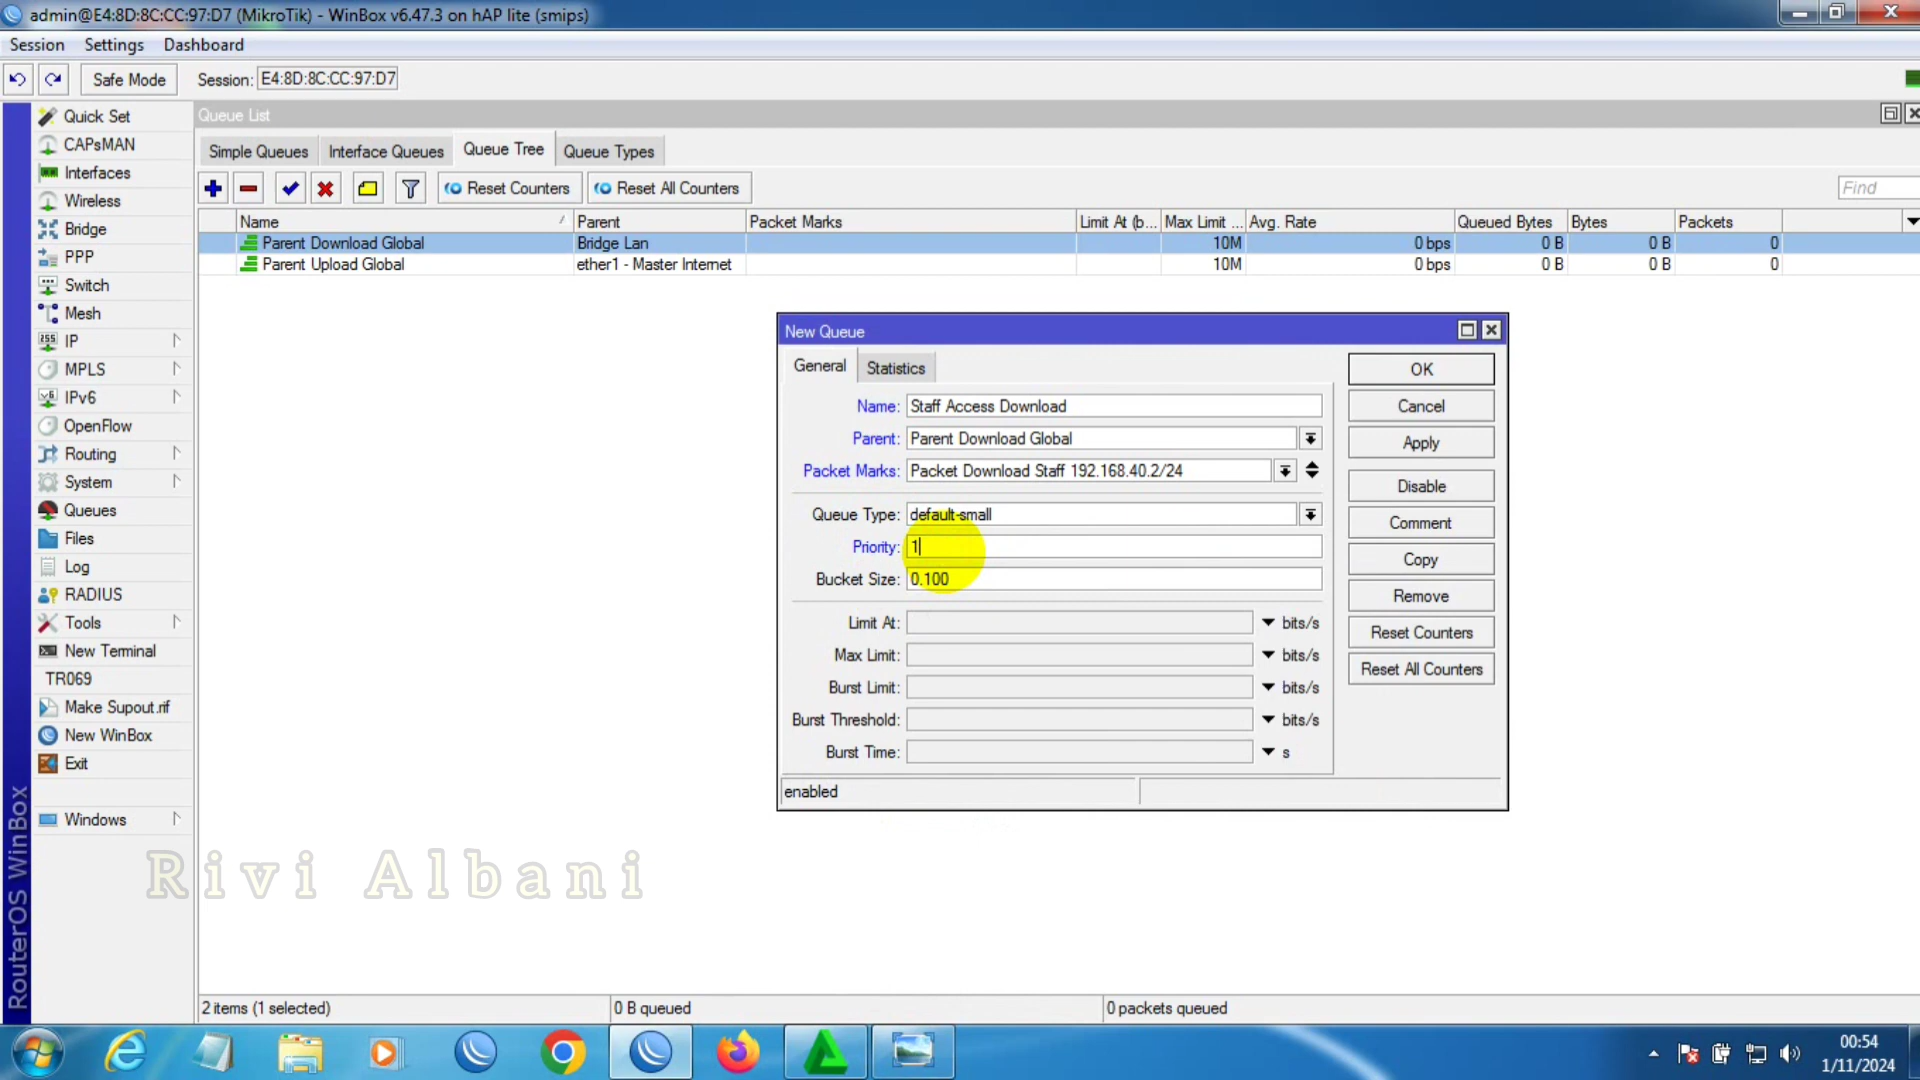 admin@E4:8D:8C:CC:97:D7 (MikroTik) - WinBox v6.47.3 on hAP lite (smips)
Session Settings Dashboard
Safe Mode Session: E4:8D:8C:CC:97:D7
Quick Set
CAPsMAN
Interfaces
Wireless
Bridge
PPP
Switch
Mesh
IP
MPLS
IPv6
OpenFlow
Routing
System
Queues
Files
Log
RADIUS
Tools
New Terminal
TR069
Make Supout.rif
New WinBox
Exit
Windows
RouterOS WinBox
Queue List
Simple Queues Interface Queues Queue Tree Queue Types
Reset Counters Reset All Counters Find
Name Parent Packet Marks Limit At (b... Max Limit ... Avg. Rate Queued Bytes Bytes Packets
Parent Download Global Bridge Lan 10M 0 bps 0 B 0 B 0
Parent Upload Global ether1 - Master Internet 10M 0 bps 0 B 0 B 0
New Queue
General Statistics
Name: Staff Access Download
Parent: Parent Download Global
Packet Marks: Packet Download Staff 192.168.40.2/24
Queue Type: default-small
Priority: 1
Bucket Size: 0.100
Limit At: bits/s
Max Limit: bits/s
Burst Limit: bits/s
Burst Threshold: bits/s
Burst Time: s
enabled
OK
Cancel
Apply
Disable
Comment
Copy
Remove
Reset Counters
Reset All Counters
Rivi Albani
2 items (1 selected) 0 B queued 0 packets queued
00:54
1/11/2024